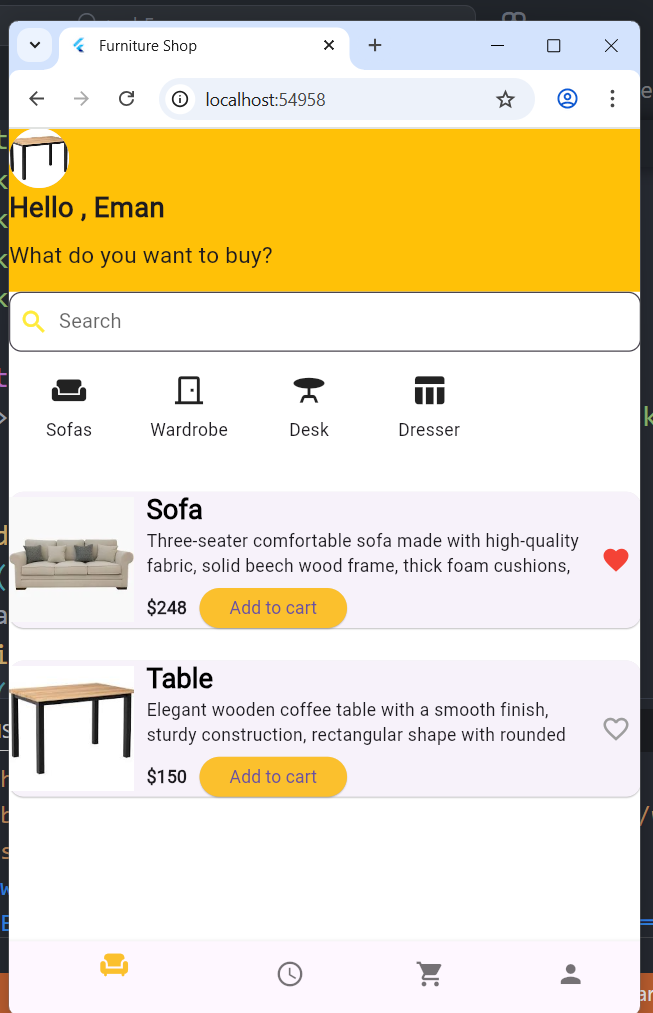 Furniture Shop
localhost:54958
Hello , Eman
What do you want to buy?
Search
Sofas Wardrobe Desk Dresser
Sofa
Three-seater comfortable sofa made with high-quality
fabric, solid beech wood frame, thick foam cushions,
$248 Add to cart
Table
Elegant wooden coffee table with a smooth finish,
sturdy construction, rectangular shape with rounded
$150 Add to cart